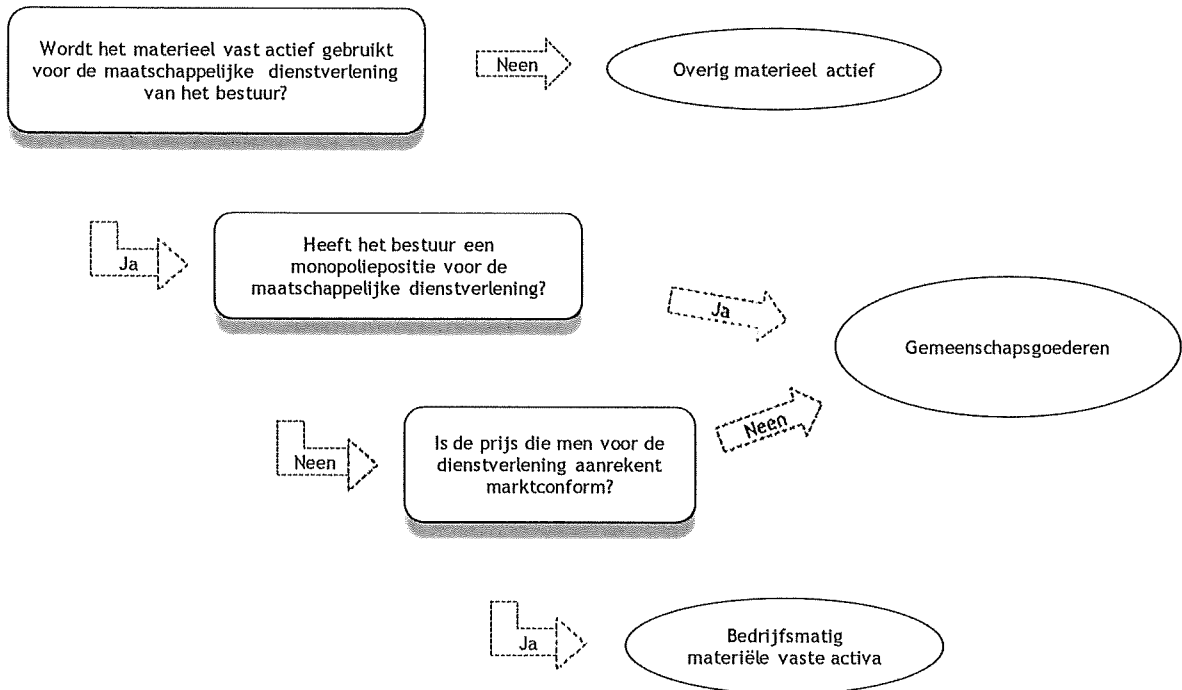 Wordt het materieel vast actief gebruikt
voor de maatschappelijke dienstverlening
van het bestuur?
Neen
Overig materieel actief
Ja
Heeft het bestuur een
monopoliepositie voor de
maatschappelijke dienstverlening?
Ja
Gemeenschapsgoederen
Neen
Is de prijs die men voor de
dienstverlening aanrekent
marktconform?
Neen
Ja
Bedrijfsmatig
materiële vaste activa